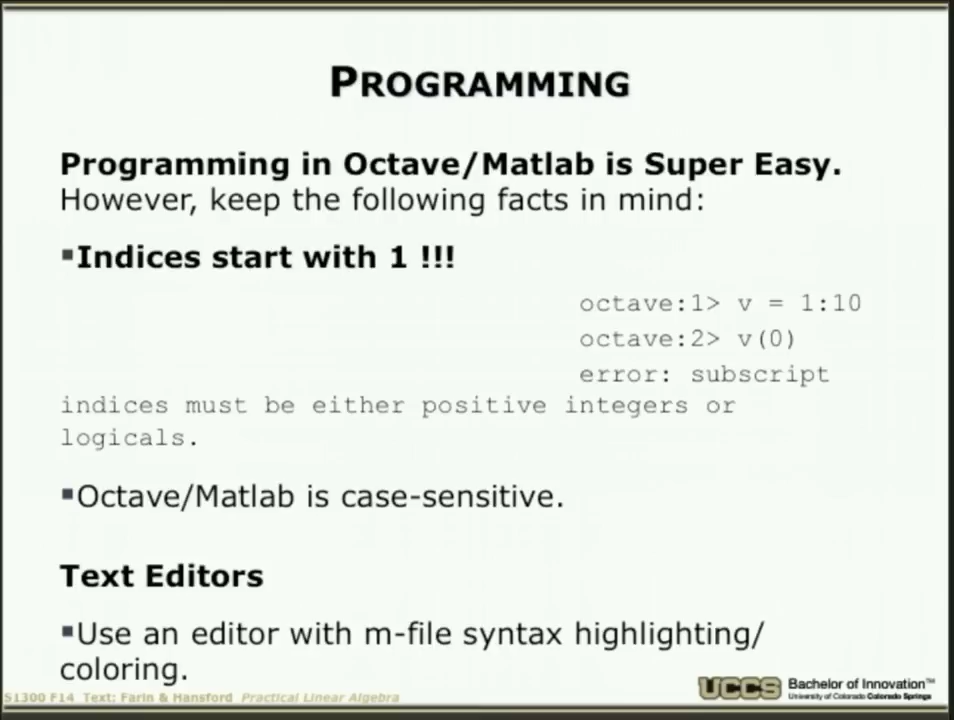 PROGRAMMING
Programming in Octave/Matlab is Super Easy.
However, keep the following facts in mind:
▪Indices start with 1 !!!
octave:1> v = 1:10
octave:2> v(0)
error: subscript
indices must be either positive integers or
logicals.
▪Octave/Matlab is case-sensitive.
Text Editors
▪Use an editor with m-file syntax highlighting/
coloring.
S1300 F14 Text: Farin & Hansford Practical Linear Algebra
UCCS Bachelor of Innovation™
University of Colorado Colorado Springs